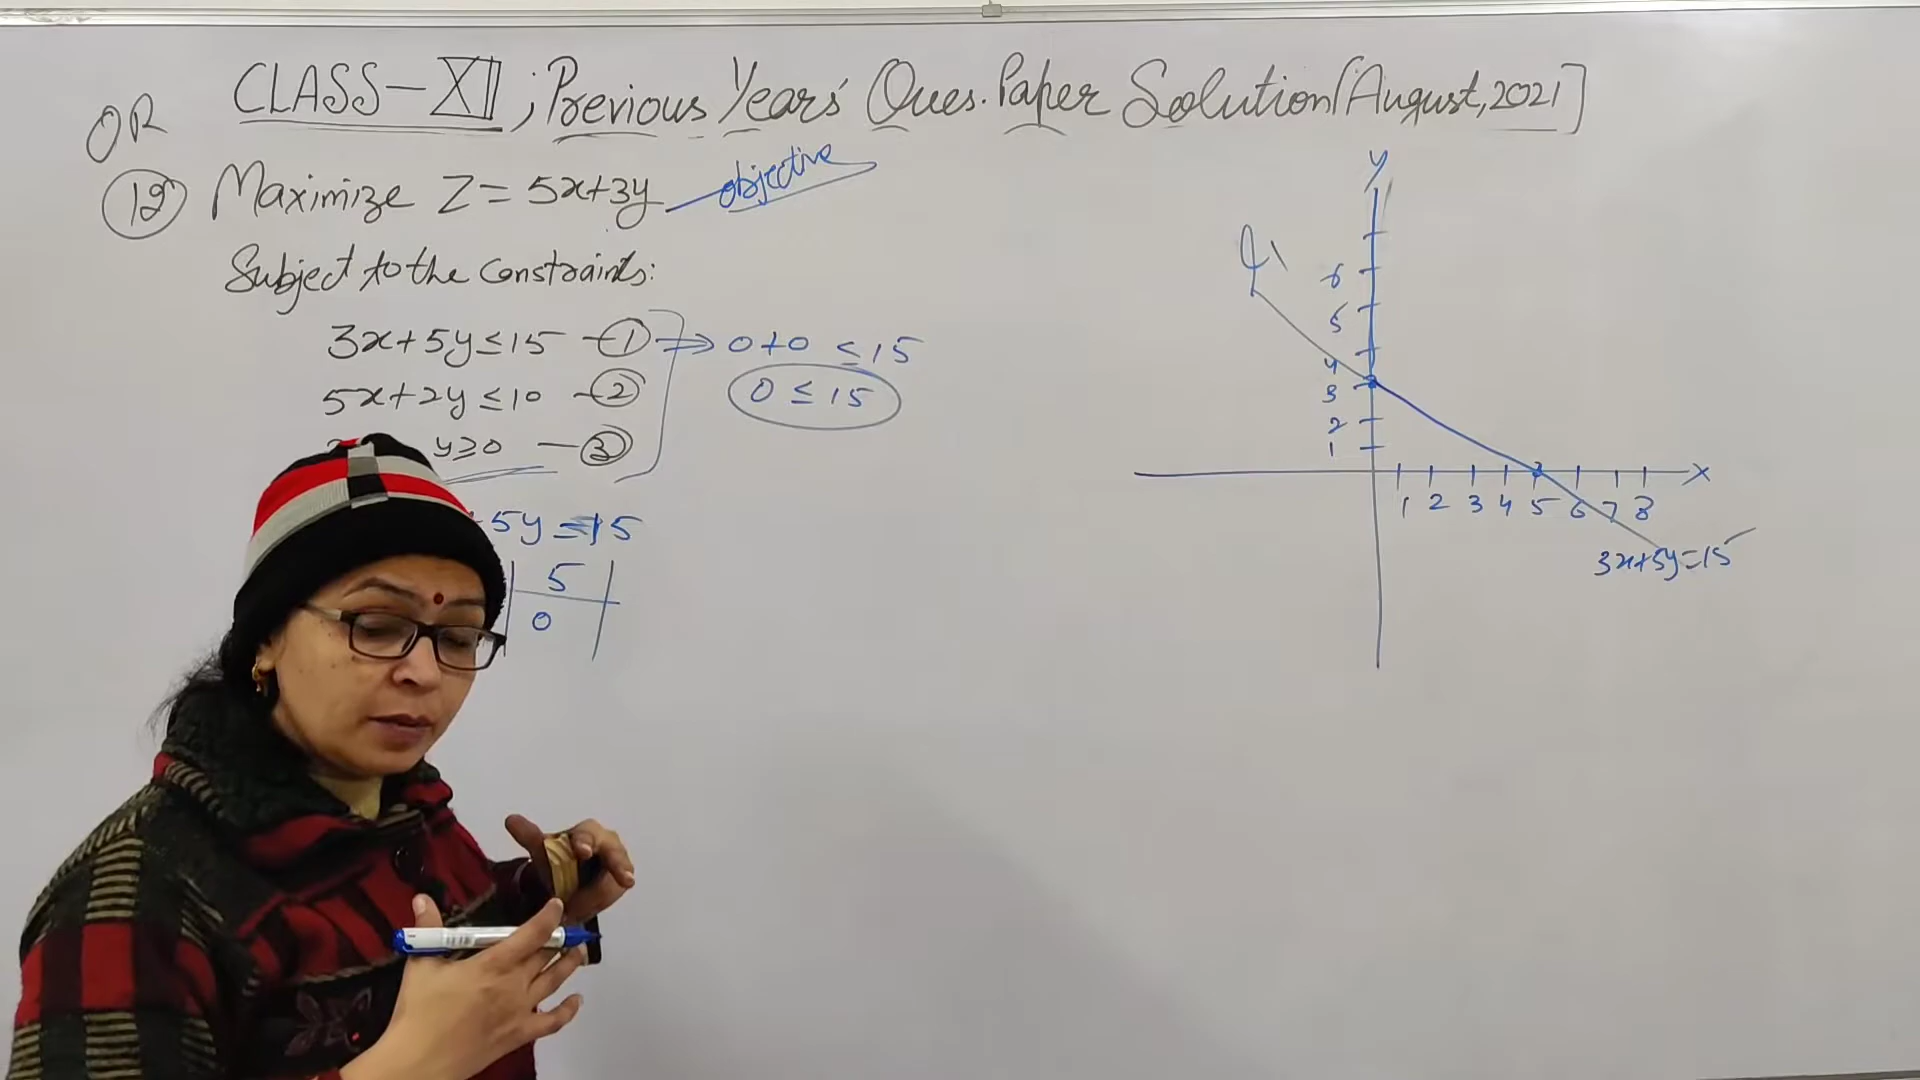 CLASS-XII; Previous Years' Ques. Paper Solution [August, 2021]
OR
12 Maximize Z = 5x+3y objective
Subject to the constraints:
3x+5y≤15 -1 => 0+0 ≤15
5x+2y≤10 -2 0 ≤ 15
y≥0 -3
5y = 15
5
0
y
l1
6
5
4
3
2
1
x
1 2 3 4 5 6 7 8
3x+5y=15